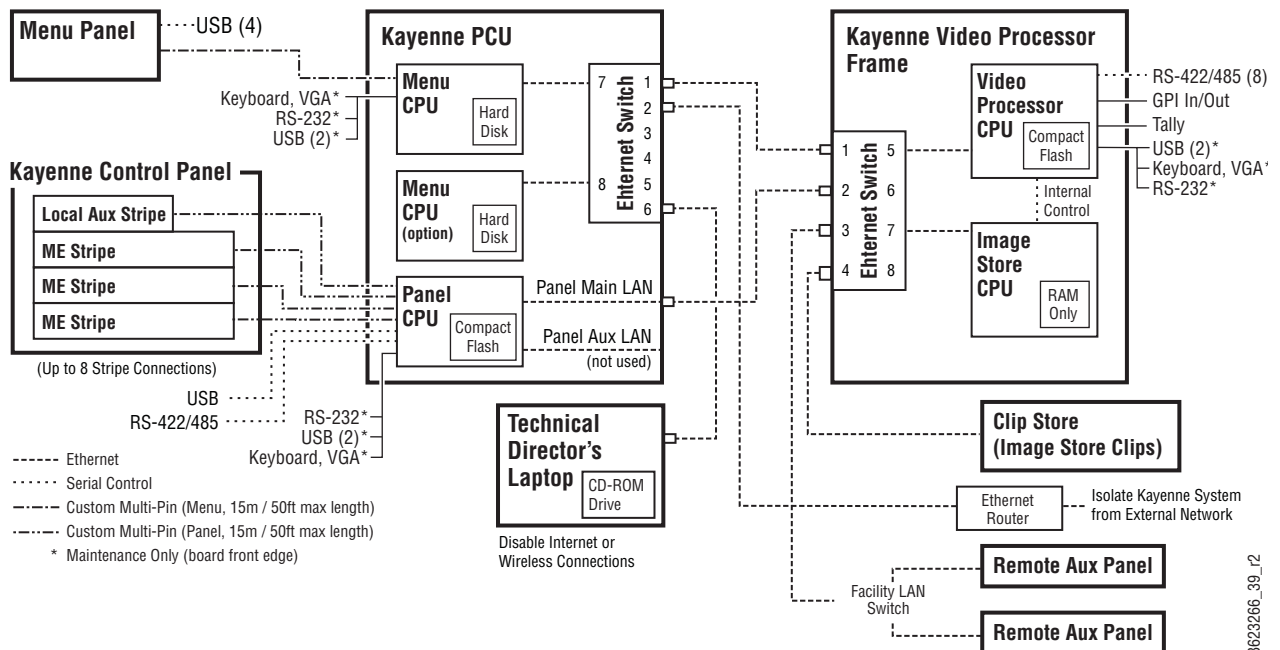 Menu Panel
USB (4)
Kayenne PCU
Menu
CPU
Hard
Disk
Keyboard, VGA*
RS-232*
USB (2)*
7
8
Ehternet Switch
1
2
3
4
5
6
Menu
CPU
(option)
Hard
Disk
Panel
CPU
Compact
Flash
Panel Main LAN
Panel Aux LAN
(not used)
Kayenne Control Panel
Local Aux Stripe
ME Stripe
ME Stripe
ME Stripe
(Up to 8 Stripe Connections)
USB
RS-422/485
RS-232*
USB (2)*
Keyboard, VGA*
Ethernet
Serial Control
Custom Multi-Pin (Menu, 15m / 50ft max length)
Custom Multi-Pin (Panel, 15m / 50ft max length)
* Maintenance Only (board front edge)
Technical
Director's
Laptop
CD-ROM
Drive
Disable Internet or
Wireless Connections
Kayenne Video Processor
Frame
Video
Processor
CPU
Compact
Flash
Ehternet Switch
1
2
3
4
5
6
7
8
Internal
Control
Image
Store
CPU
RAM
Only
RS-422/485 (8)
GPI In/Out
Tally
USB (2)*
Keyboard, VGA*
RS-232*
Clip Store
(Image Store Clips)
Ethernet
Router
Isolate Kayenne System
from External Network
Facility LAN
Switch
Remote Aux Panel
Remote Aux Panel
8623266_39_r2